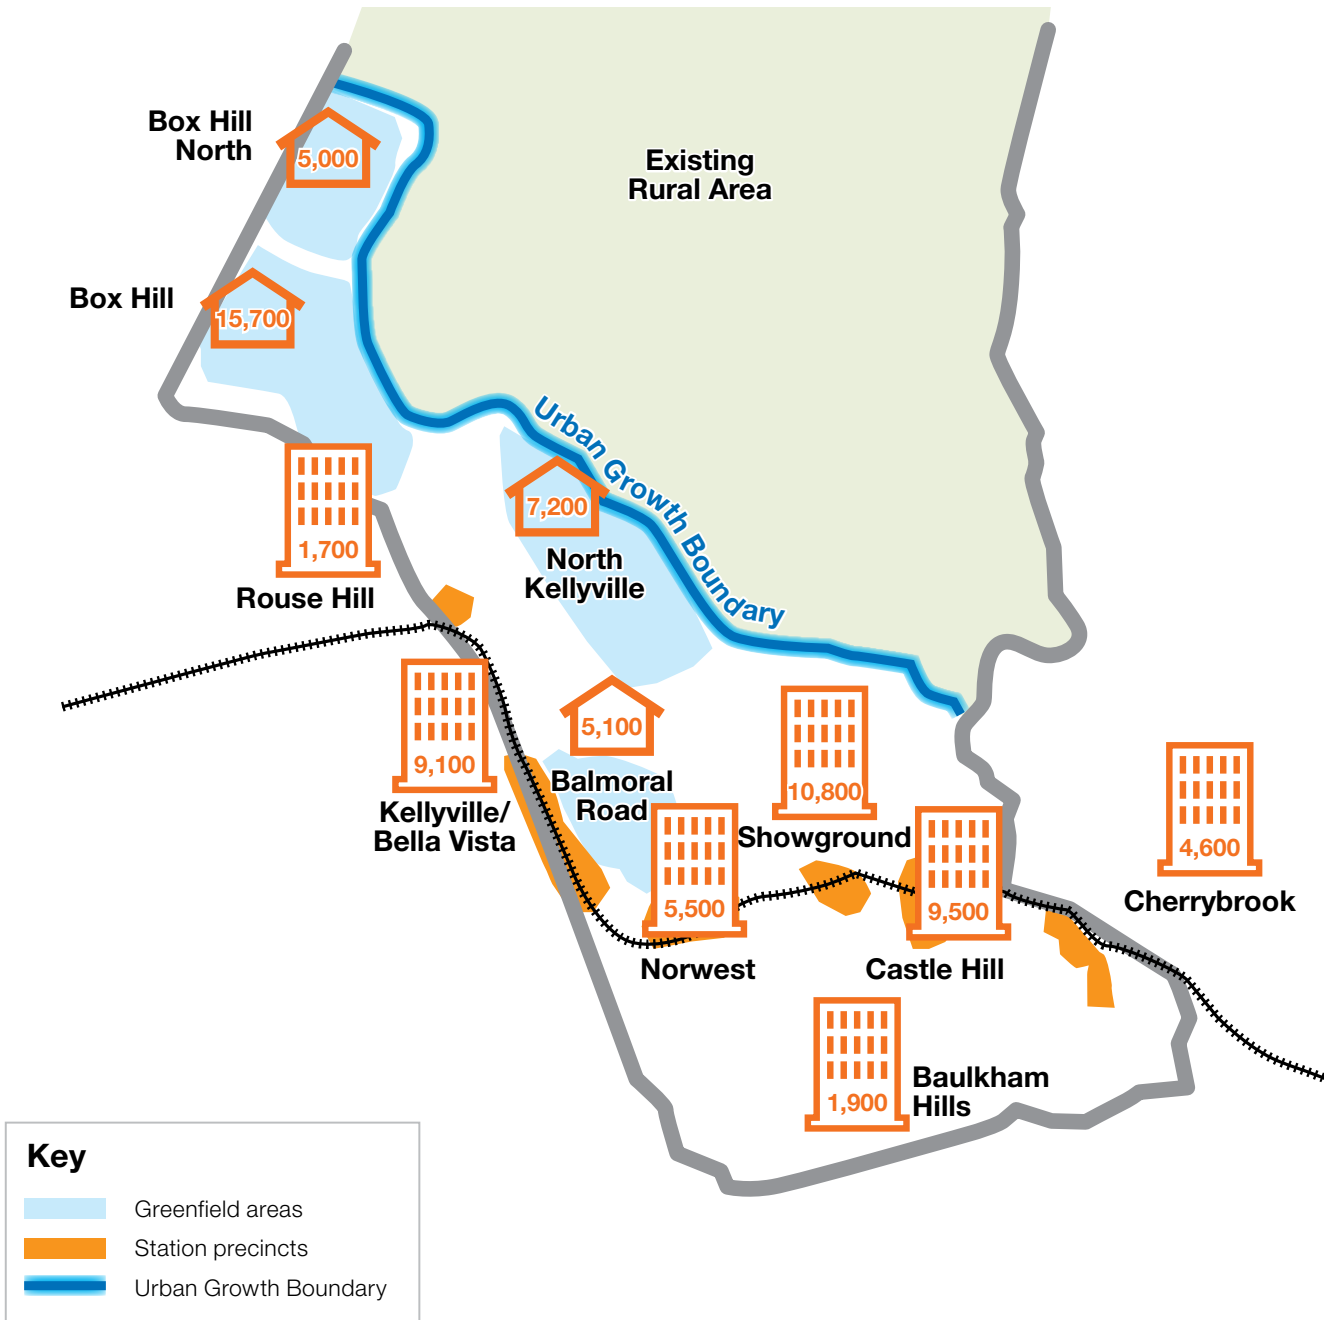 Box Hill
North
5,000
Existing
Rural Area
Box Hill
15,700
Urban Growth Boundary
7,200
North
Kellyville
1,700
Rouse Hill
5,100
Balmoral
Road
9,100
Kellyville/
Bella Vista
10,800
Showground
4,600
Cherrybrook
5,500
Norwest
9,500
Castle Hill
1,900
Baulkham
Hills
Key
Greenfield areas
Station precincts
Urban Growth Boundary